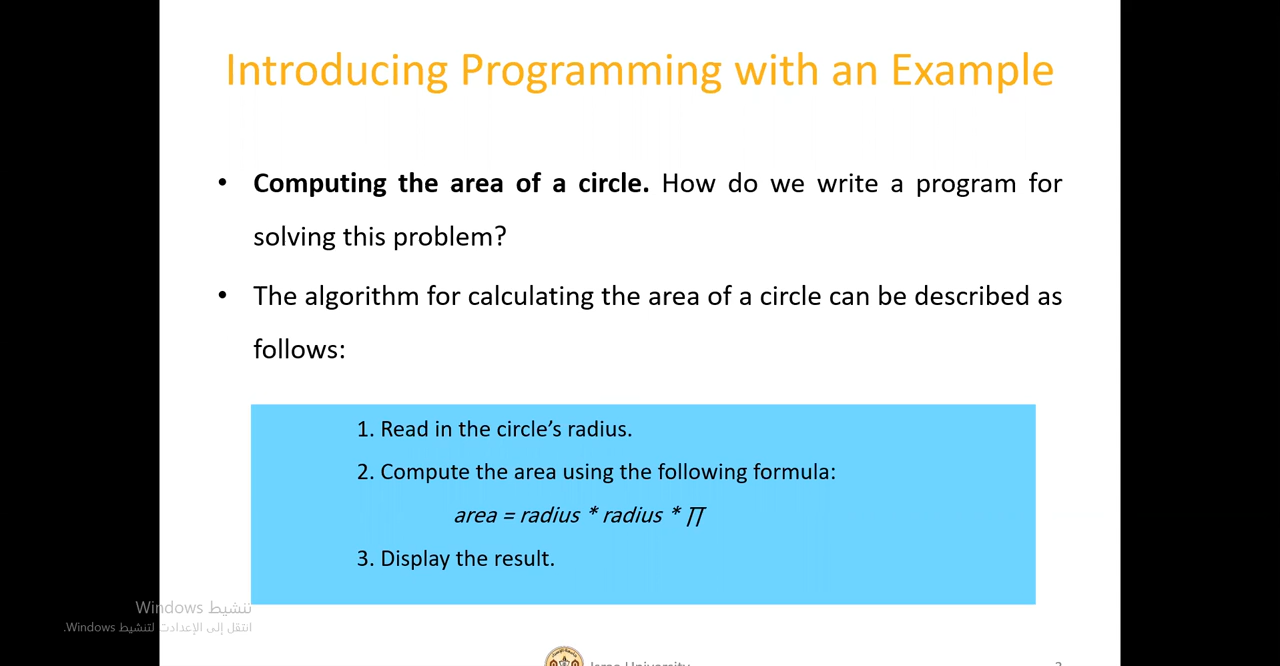 Introducing Programming with an Example
• Computing the area of a circle. How do we write a program for
solving this problem?
• The algorithm for calculating the area of a circle can be described as
follows:
1. Read in the circle’s radius.
2. Compute the area using the following formula:
area = radius * radius * ∏
3. Display the result.
تنشيط Windows
انتقل إلى الإعدادات لتنشيط Windows.